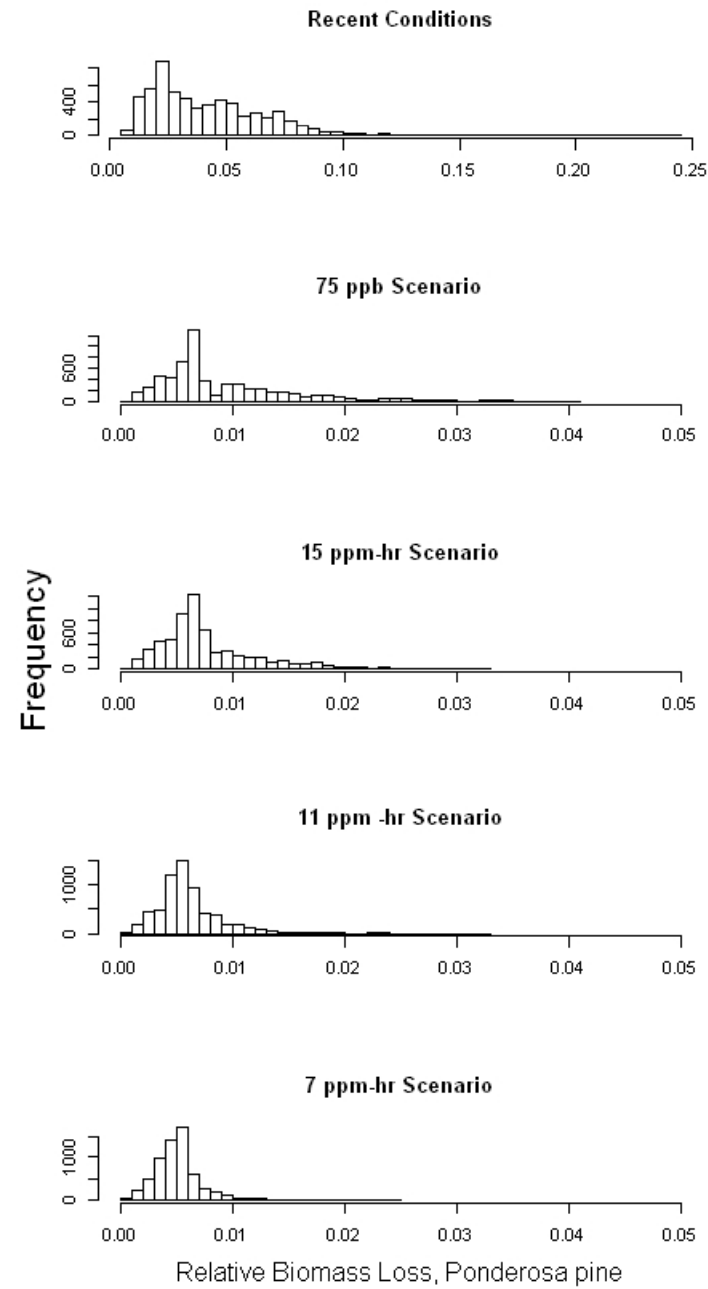 Recent Conditions
400
0
0.00 0.05 0.10 0.15 0.20 0.25
75 ppb Scenario
600
0
0.00 0.01 0.02 0.03 0.04 0.05
15 ppm-hr Scenario
600
0
0.00 0.01 0.02 0.03 0.04 0.05
Frequency
11 ppm -hr Scenario
1000
0
0.00 0.01 0.02 0.03 0.04 0.05
7 ppm-hr Scenario
1000
0
0.00 0.01 0.02 0.03 0.04 0.05
Relative Biomass Loss, Ponderosa pine